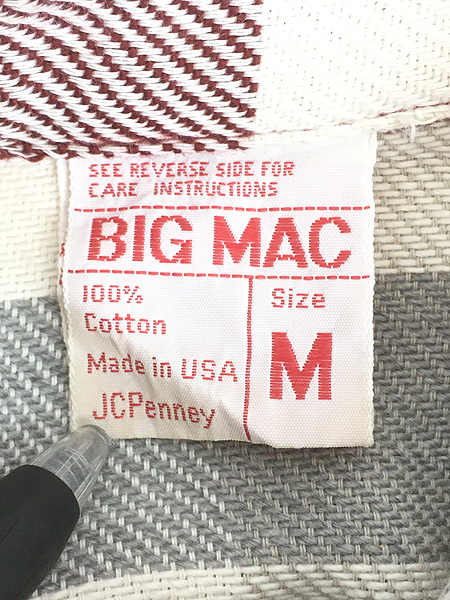 SEE REVERSE SIDE FOR
CARE INSTRUCTIONS
BIG MAC
100%
Cotton
Made in USA
JCPenney
Size
M